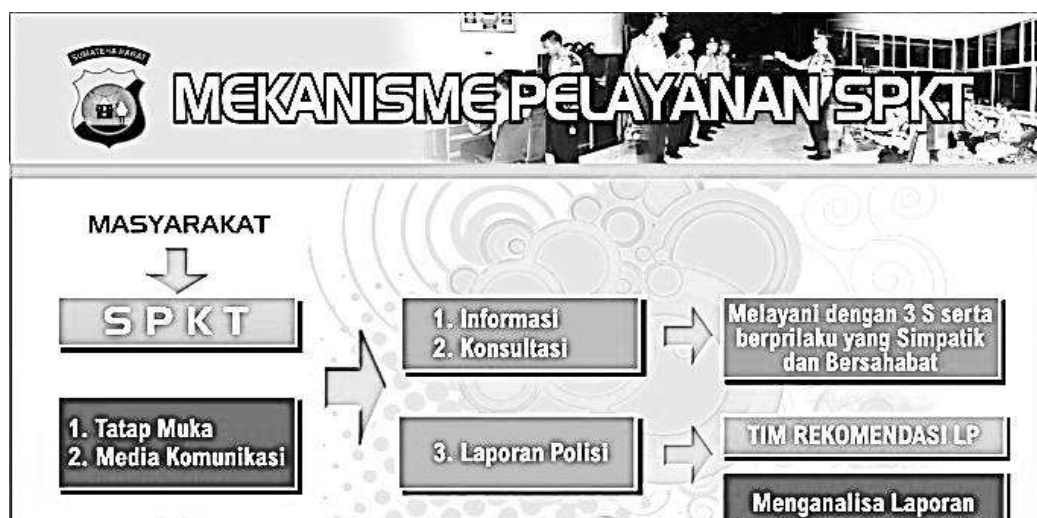 SUMATERA BARAT
MEKANISME PELAYANAN SPKT
MASYARAKAT
SPKT
1. Tatap Muka
2. Media Komunikasi
1. Informasi
2. Konsultasi
3. Laporan Polisi
Melayani dengan 3 S serta
berprilaku yang Simpatik
dan Bersahabat
TIM REKOMENDASI LP
Menganalisa Laporan